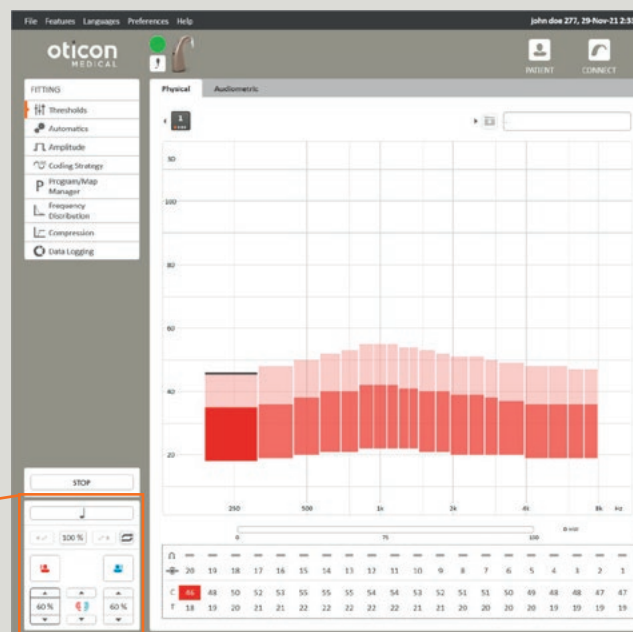 File Features Languages Preferences Help
John doe 277, 29-Nov-21 2:33
oticon
MEDICAL
PATIENT
CONNECT
FITTING
Thresholds
Automatics
Amplitude
Coding Strategy
P Program/Map
Manager
Frequency
Distribution
Compression
Data Logging
Physical Audiometric
1
100
80
60
40
20
250 500 1k 2k 4k 8k Hz
0 75 100
20 19 18 17 16 15 14 13 12 11 10 9 8 7 6 5 4 3 2 1
C 46 48 50 52 53 55 55 55 54 54 53 52 51 51 50 49 48 48 47 47
T 18 19 20 21 21 22 22 22 22 22 21 21 20 20 20 20 19 19 19 19
STOP
100 %
60 % 60 %